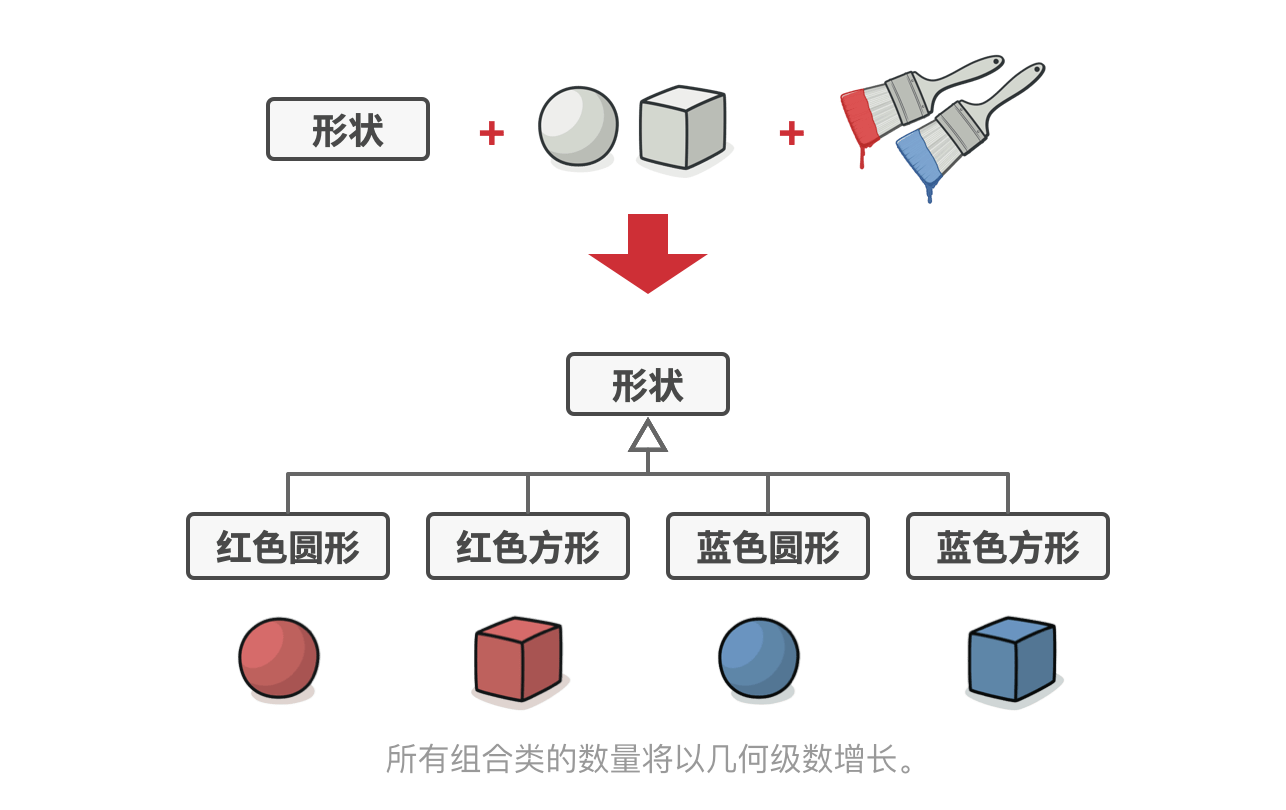 形状
+
+
形状
红色圆形
红色方形
蓝色圆形
蓝色方形
所有组合类的数量将以几何级数增长。